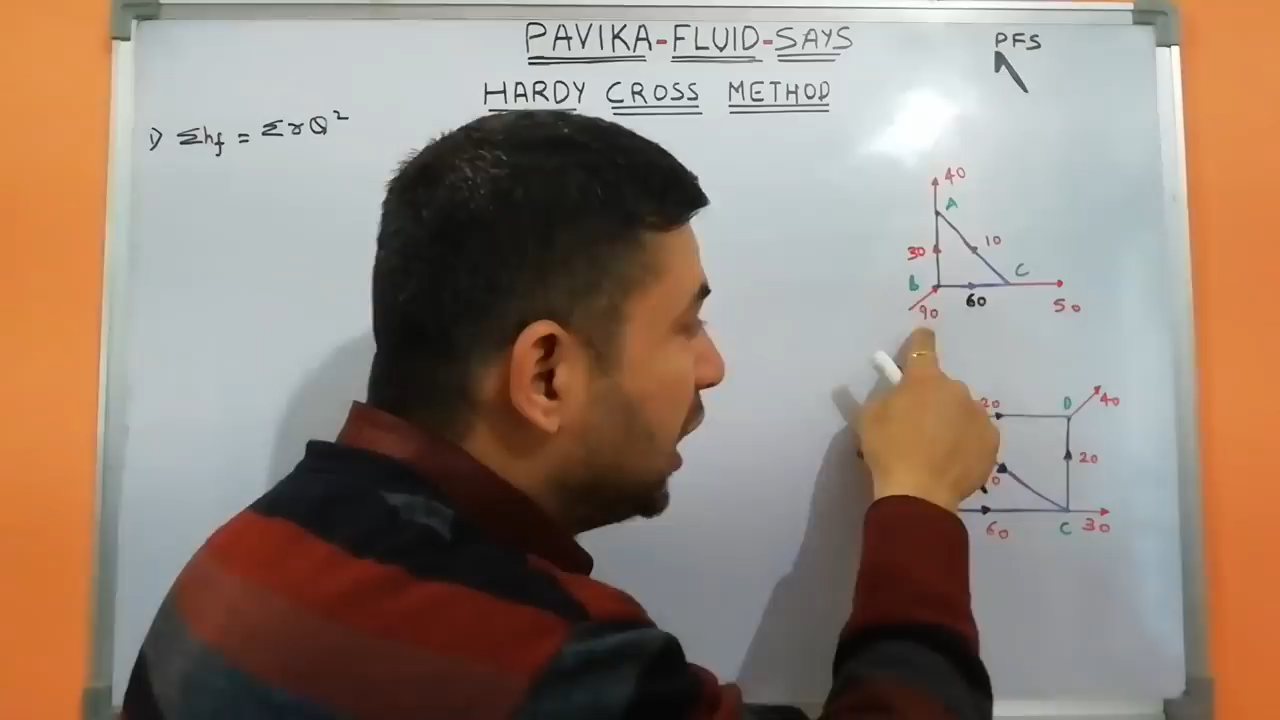 PAVIKA-FLUID-SAYS
PFS
HARDY CROSS METHOD
1) Σhf = ΣrQ²
40
A
30
10
C
B
60
90
50
20
D
40
20
60
C
30